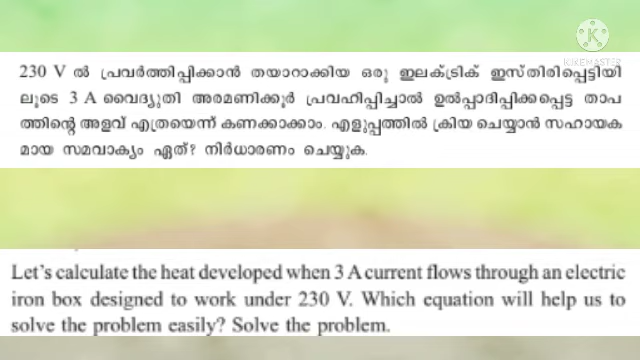 K
KINEMASTER
230 V ൽ പ്രവർത്തിപ്പിക്കാൻ തയാറാക്കിയ ഒരു ഇലക്ട്രിക് ഇസ്തിരിപ്പെട്ടിയി
ലൂടെ 3 A വൈദ്യുതി അരമണിക്കൂർ പ്രവഹിപ്പിച്ചാൽ ഉൽപ്പാദിപ്പിക്കപ്പെട്ട താപ
ത്തിന്റെ അളവ് എത്രയെന്ന് കണക്കാക്കാം. എളുപ്പത്തിൽ ക്രിയ ചെയ്യാൻ സഹായക
മായ സമവാക്യം ഏത്? നിർധാരണം ചെയ്യുക.
Let's calculate the heat developed when 3 A current flows through an electric
iron box designed to work under 230 V. Which equation will help us to
solve the problem easily? Solve the problem.